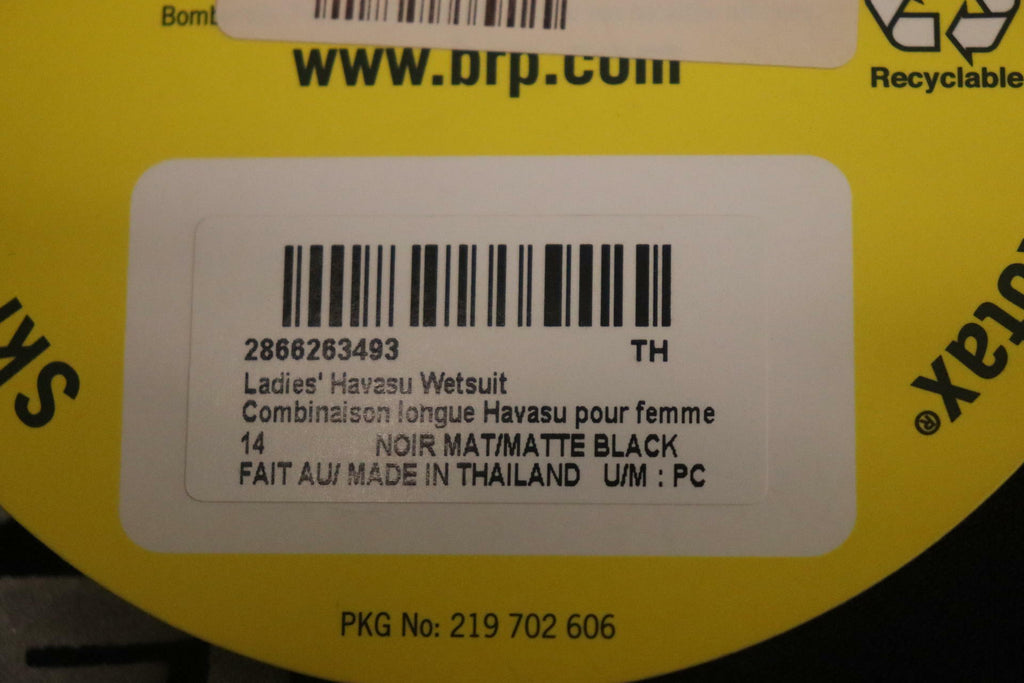 www.brp.com
Recyclable
2866263493 TH
Ladies' Havasu Wetsuit
Combinaison longue Havasu pour femme
14 NOIR MAT/MATTE BLACK
FAIT AU/ MADE IN THAILAND U/M : PC
PKG No: 219 702 606